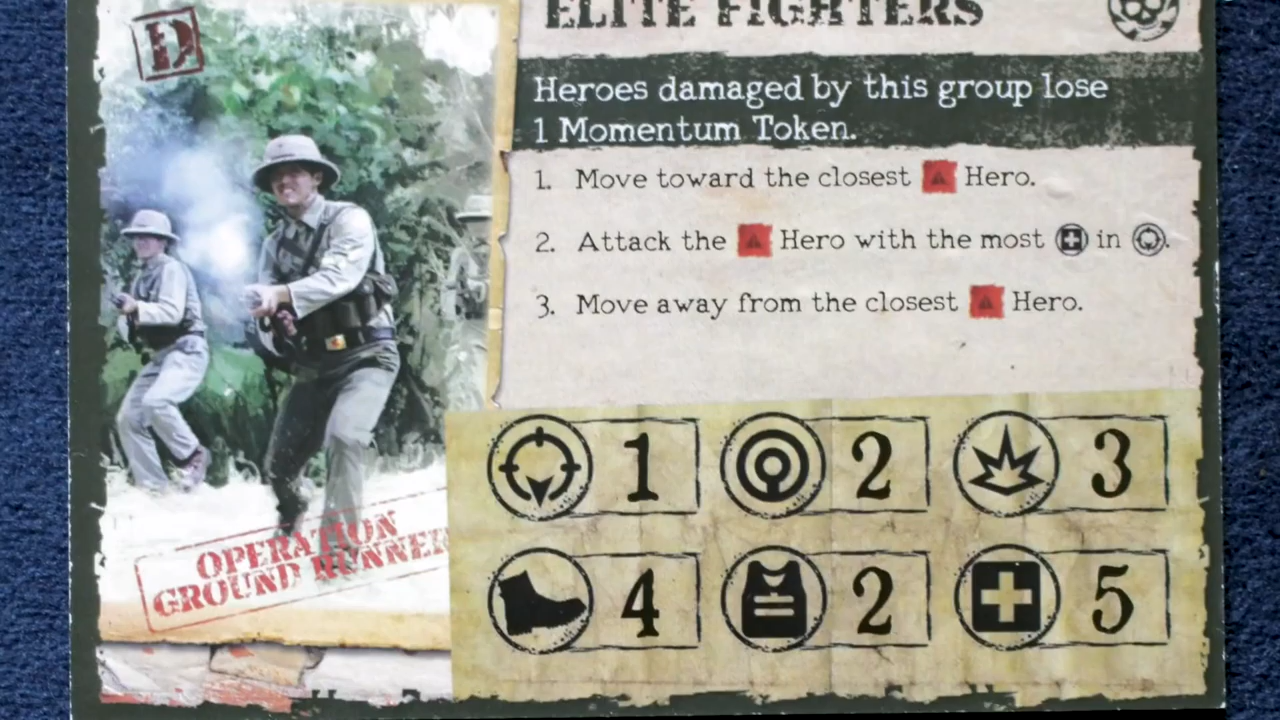 D
ELITE FIGHTERS
Heroes damaged by this group lose
1 Momentum Token.
1. Move toward the closest Hero.
2. Attack the Hero with the most in .
3. Move away from the closest Hero.
1 2 3
4 2 5
OPERATION
GROUND RUNNER